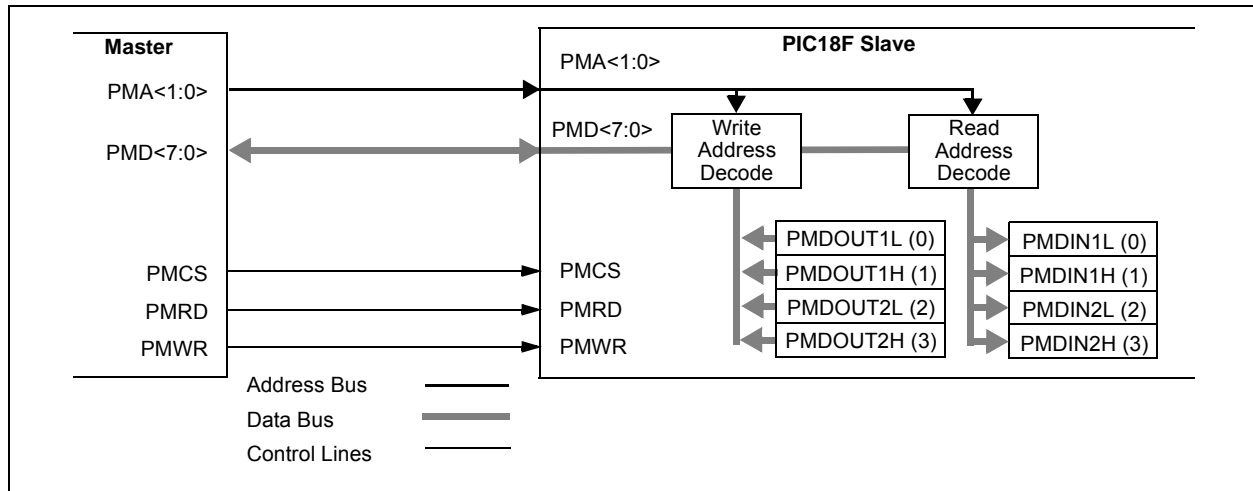 Master
PIC18F Slave
PMA<1:0>
PMA<1:0>
PMD<7:0>
PMD<7:0>
Write
Address
Decode
Read
Address
Decode
PMDOUT1L (0)
PMDOUT1H (1)
PMDOUT2L (2)
PMDOUT2H (3)
PMDIN1L (0)
PMDIN1H (1)
PMDIN2L (2)
PMDIN2H (3)
PMCS
PMCS
PMRD
PMRD
PMWR
PMWR
Address Bus
Data Bus
Control Lines